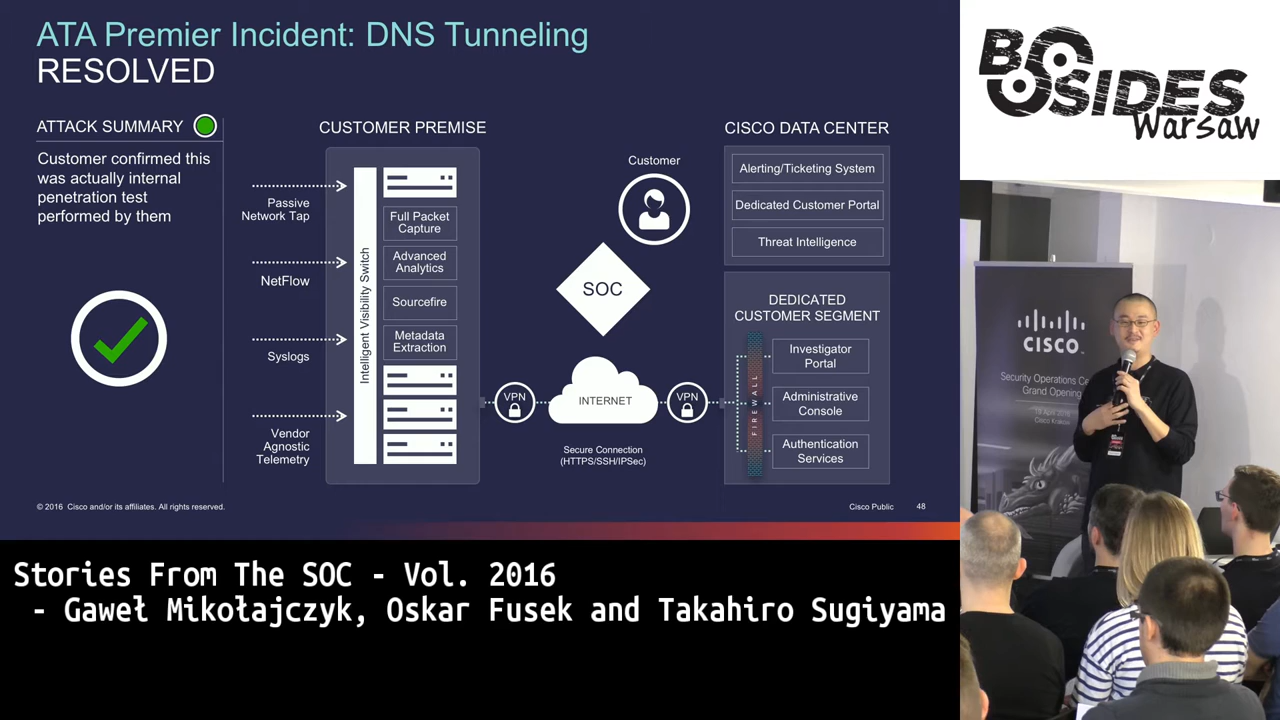 ATA Premier Incident: DNS Tunneling
RESOLVED
ATTACK SUMMARY
Customer confirmed this
was actually internal
penetration test
performed by them
CUSTOMER PREMISE
Passive
Network Tap
NetFlow
Syslogs
Vendor
Agnostic
Telemetry
Intelligent Visibility Switch
Full Packet
Capture
Advanced
Analytics
Sourcefire
Metadata
Extraction
Customer
SOC
VPN
INTERNET
VPN
Secure Connection
(HTTPS/SSH/IPSec)
CISCO DATA CENTER
Alerting/Ticketing System
Dedicated Customer Portal
Threat Intelligence
DEDICATED
CUSTOMER SEGMENT
FIREWALL
Investigator
Portal
Administrative
Console
Authentication
Services
© 2016 Cisco and/or its affiliates. All rights reserved.
Cisco Public
48
BSIDES
Warsaw
CISCO
Security Operations Ce
Grand Opening
Cisco Krakow
Stories From The SOC - Vol. 2016
- Gaweł Mikołajczyk, Oskar Fusek and Takahiro Sugiyama